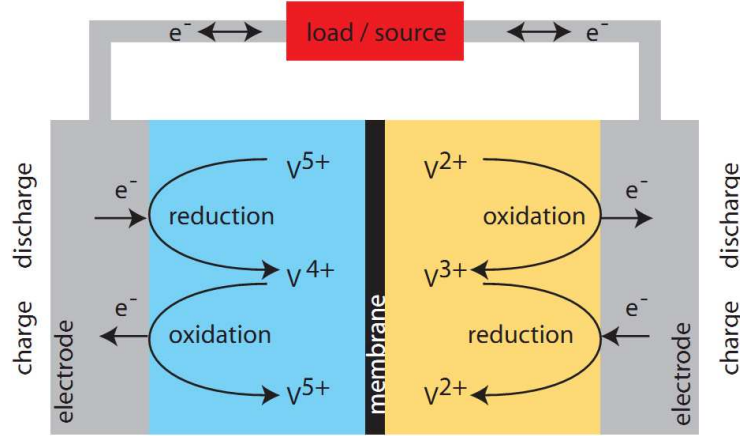 e⁻
load / source
e⁻
discharge
e⁻
reduction
V⁵⁺
V⁴⁺
V²⁺
V³⁺
oxidation
e⁻
discharge
charge
electrode
e⁻
oxidation
V⁵⁺
membrane
reduction
V²⁺
e⁻
electrode
charge